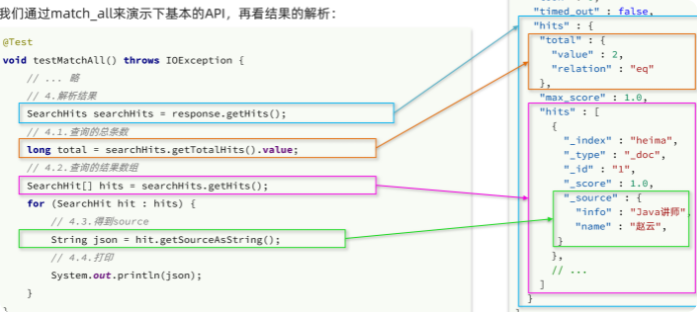 我们通过match_all来演示下基本的API，再看结果的解析：
@Test
void testMatchAll() throws IOException {
// ... 略
// 4.解析结果
SearchHits searchHits = response.getHits();
// 4.1.查询的总条数
long total = searchHits.getTotalHits().value;
// 4.2.查询的结果数组
SearchHit[] hits = searchHits.getHits();
for (SearchHit hit : hits) {
// 4.3.得到source
String json = hit.getSourceAsString();
// 4.4.打印
System.out.println(json);
}
"timed_out" : false,
"hits" : {
"total" : {
"value" : 2,
"relation" : "eq"
},
"max_score" : 1.0,
"hits" : [
{
"_index" : "heima",
"_type" : "_doc",
"_id" : "1",
"_score" : 1.0,
"_source" : {
"info" : "Java讲师",
"name" : "赵云",
}
},
// ...
]
}